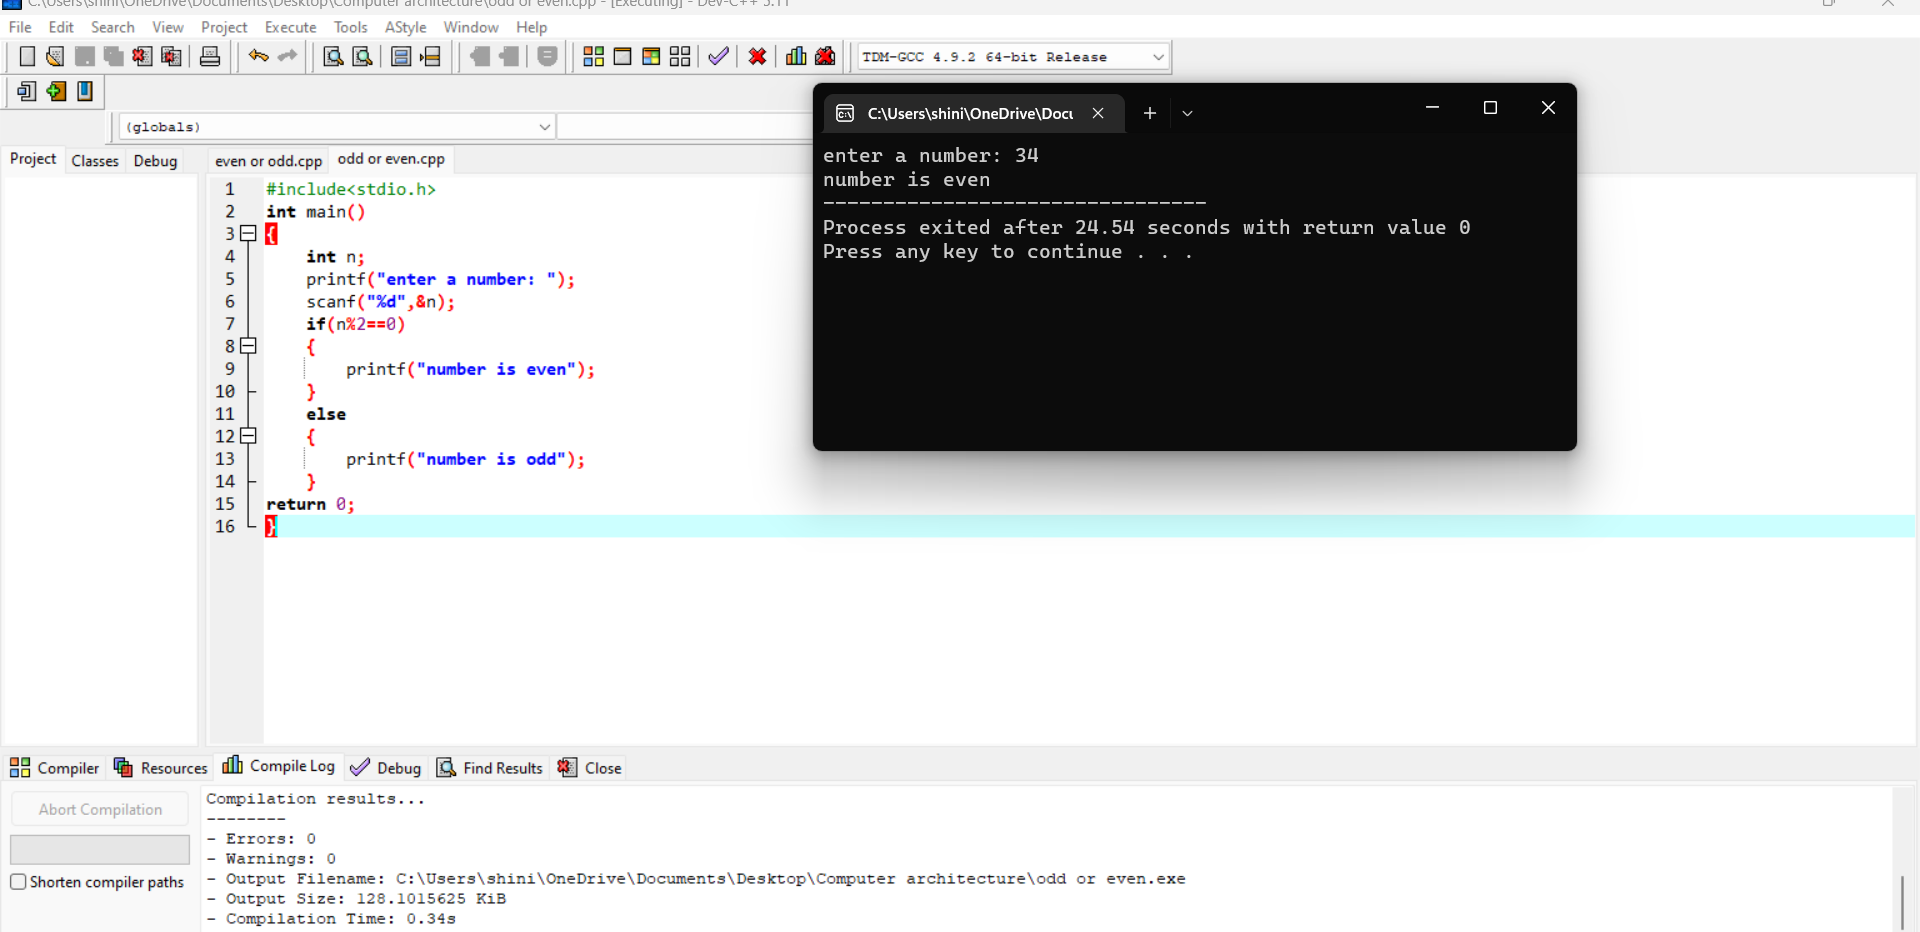 C:\Users\shini\OneDrive\Documents\Desktop\Computer architecture\odd or even.cpp - [Executing] - Dev-C++ 5.11
File Edit Search View Project Execute Tools AStyle Window Help
TDM-GCC 4.9.2 64-bit Release
(globals)
Project Classes Debug
even or odd.cpp odd or even.cpp
1 #include<stdio.h>
2 int main()
3 {
4 int n;
5 printf("enter a number: ");
6 scanf("%d",&n);
7 if(n%2==0)
8 {
9 printf("number is even");
10 }
11 else
12 {
13 printf("number is odd");
14 }
15 return 0;
16 }
C:\Users\shini\OneDrive\Docu
enter a number: 34
number is even
--------------------------------
Process exited after 24.54 seconds with return value 0
Press any key to continue . . .
Compiler Resources Compile Log Debug Find Results Close
Abort Compilation
Shorten compiler paths
Compilation results...
--------
- Errors: 0
- Warnings: 0
- Output Filename: C:\Users\shini\OneDrive\Documents\Desktop\Computer architecture\odd or even.exe
- Output Size: 128.1015625 KiB
- Compilation Time: 0.34s